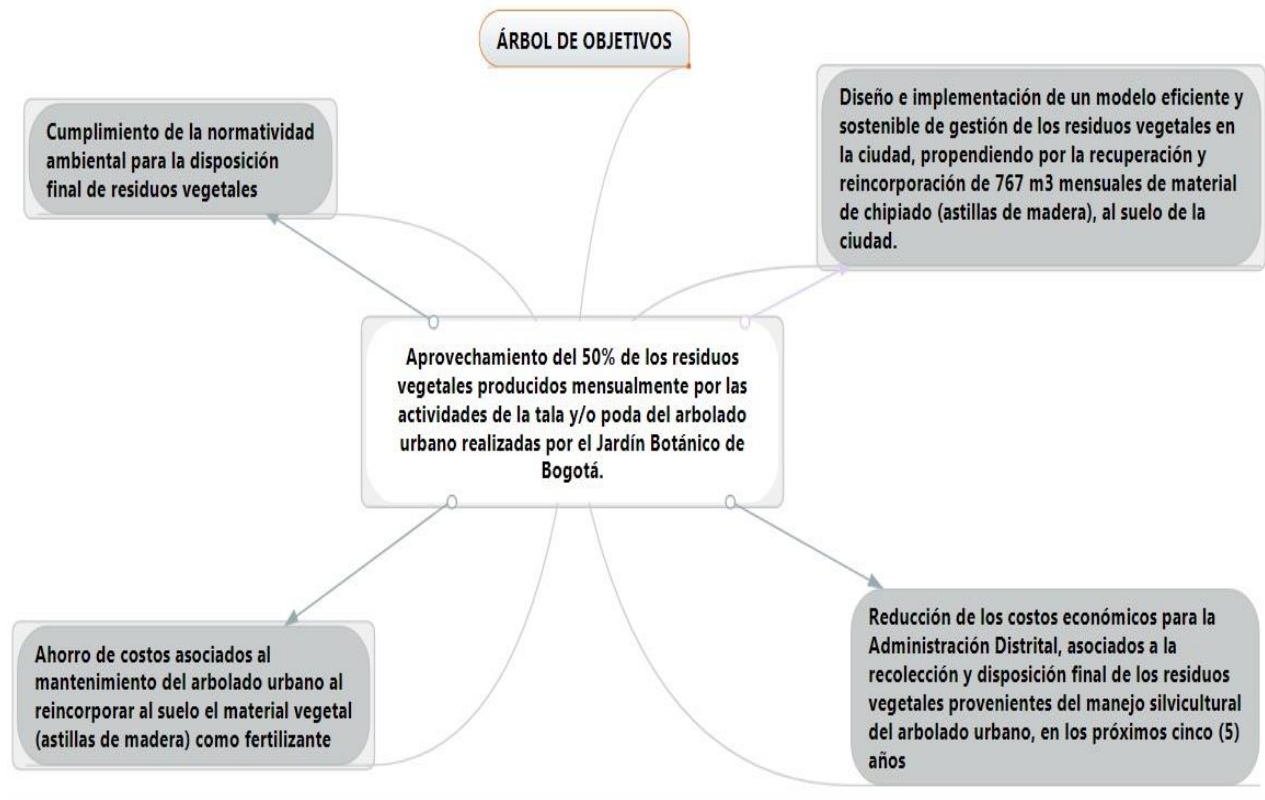 ÁRBOL DE OBJETIVOS
Cumplimiento de la normatividad
ambiental para la disposición
final de residuos vegetales
Diseño e implementación de un modelo eficiente y
sostenible de gestión de los residuos vegetales en
la ciudad, propendiendo por la recuperación y
reincorporación de 767 m3 mensuales de material
de chipiado (astillas de madera), al suelo de la
ciudad.
Aprovechamiento del 50% de los residuos
vegetales producidos mensualmente por las
actividades de la tala y/o poda del arbolado
urbano realizadas por el Jardín Botánico de
Bogotá.
Ahorro de costos asociados al
mantenimiento del arbolado urbano al
reincorporar al suelo el material vegetal
(astillas de madera) como fertilizante
Reducción de los costos económicos para la
Administración Distrital, asociados a la
recolección y disposición final de los residuos
vegetales provenientes del manejo silvicultural
del arbolado urbano, en los próximos cinco (5)
años